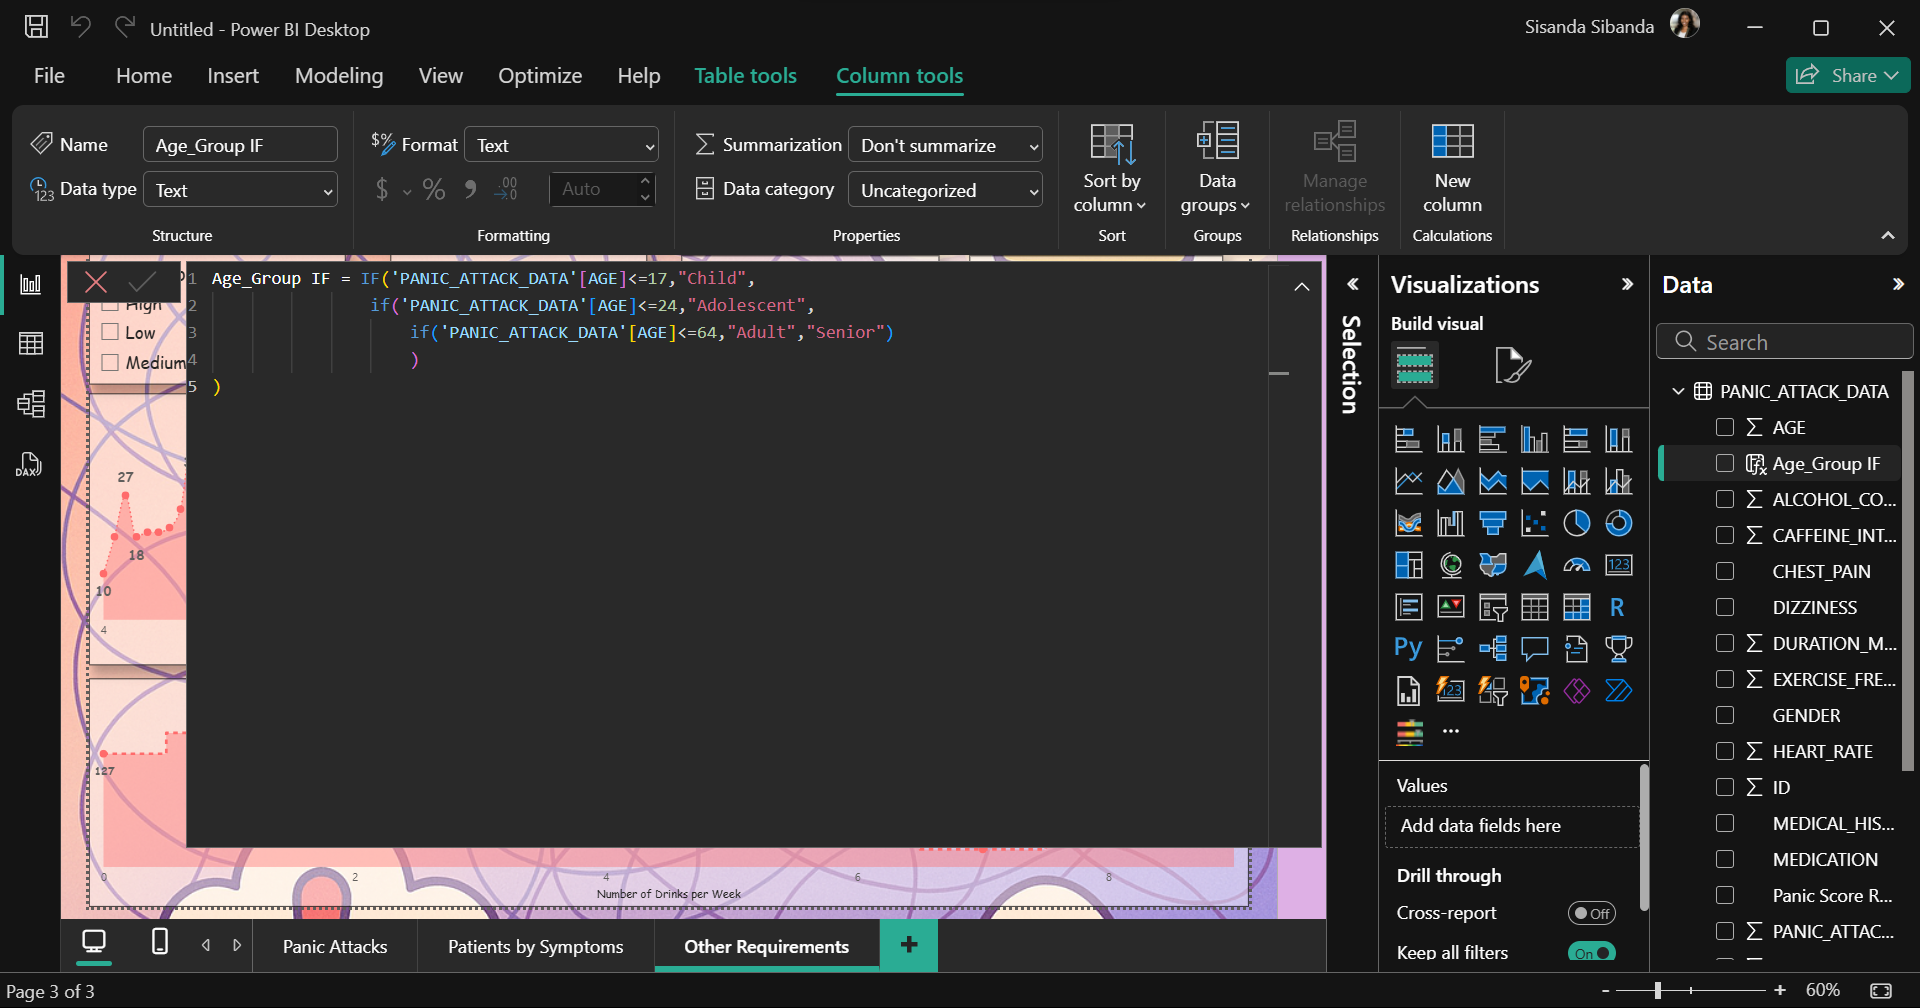 Untitled - Power BI Desktop
Sisanda Sibanda
File Home Insert Modeling View Optimize Help Table tools Column tools
Share
Name
Age_Group IF
Data type
Text
Structure
Format
Text
$ % 9 .00
Auto
Formatting
Summarization
Don't summarize
Data category
Uncategorized
Properties
Sort by
column
Sort
Data
groups
Groups
Manage
relationships
Relationships
New
column
Calculations
1 Age_Group IF = IF('PANIC_ATTACK_DATA'[AGE]<=17,"Child",
2 if('PANIC_ATTACK_DATA'[AGE]<=24,"Adolescent",
3 if('PANIC_ATTACK_DATA'[AGE]<=64,"Adult","Senior")
4 )
5 )
High
Low
Medium
27
18
10
4
127
0 2 4 6 8
Number of Drinks per Week
DAX
Selection
Visualizations
Build visual
123
R
Py
123
...
Values
Add data fields here
Drill through
Cross-report
Off
Keep all filters
On
Data
Search
PANIC_ATTACK_DATA
AGE
Age_Group IF
ALCOHOL_CO...
CAFFEINE_INT...
CHEST_PAIN
DIZZINESS
DURATION_M...
EXERCISE_FRE...
GENDER
HEART_RATE
ID
MEDICAL_HIS...
MEDICATION
Panic Score R...
PANIC_ATTAC...
Panic Attacks
Patients by Symptoms
Other Requirements
+
Page 3 of 3
- + 60%